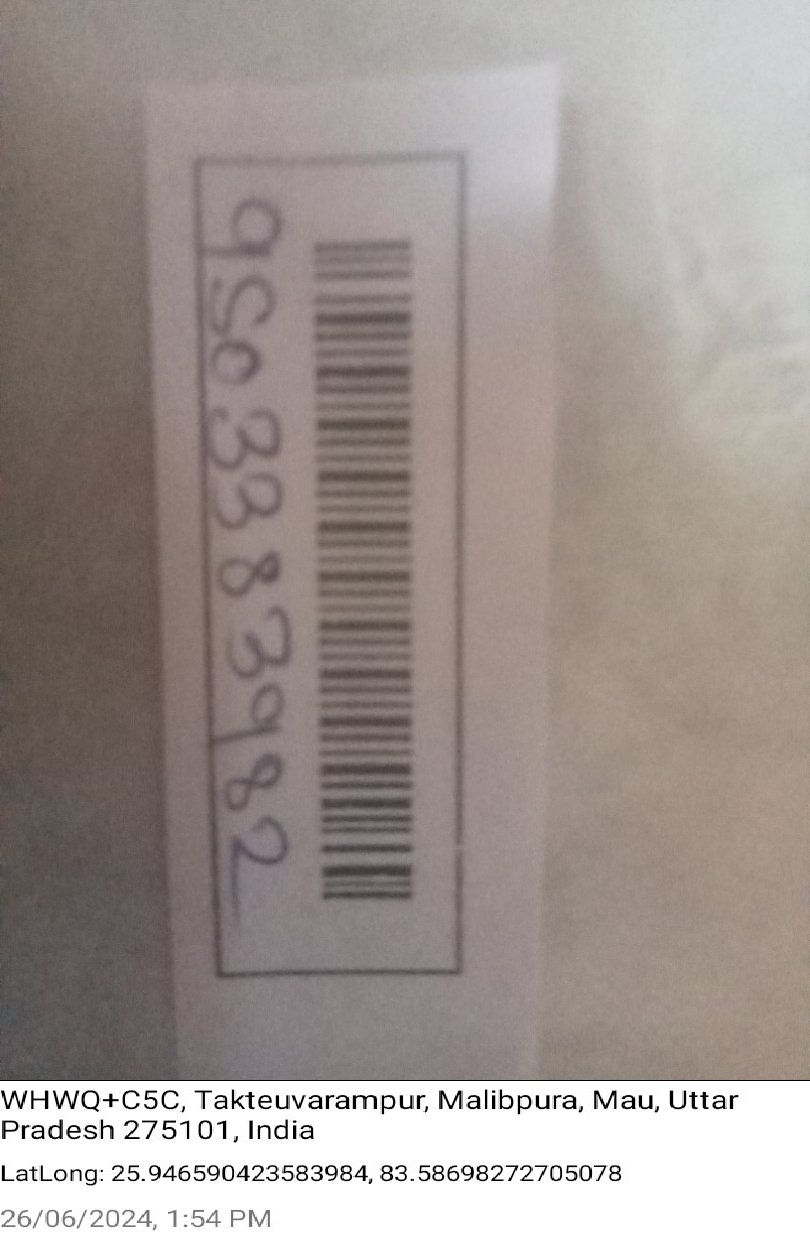 9503383982
WHWQ+C5C, Takteuvarampur, Malibpura, Mau, Uttar
Pradesh 275101, India
LatLong: 25.946590423583984, 83.58698272705078
26/06/2024, 1:54 PM